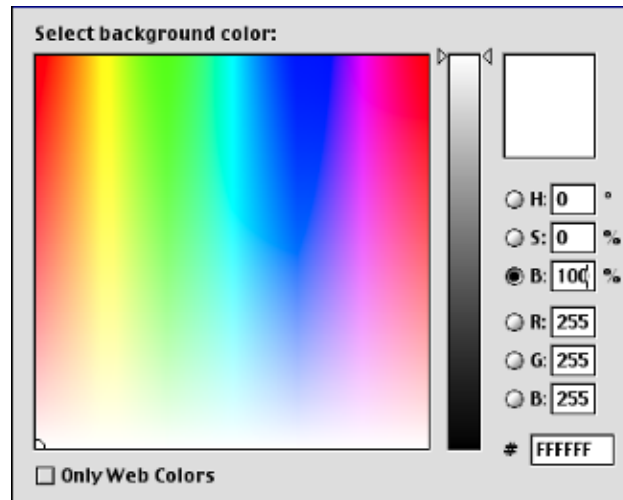 Select background color:
H: 0 °
S: 0 %
B: 100 %
R: 255
G: 255
B: 255
# FFFFFF
Only Web Colors